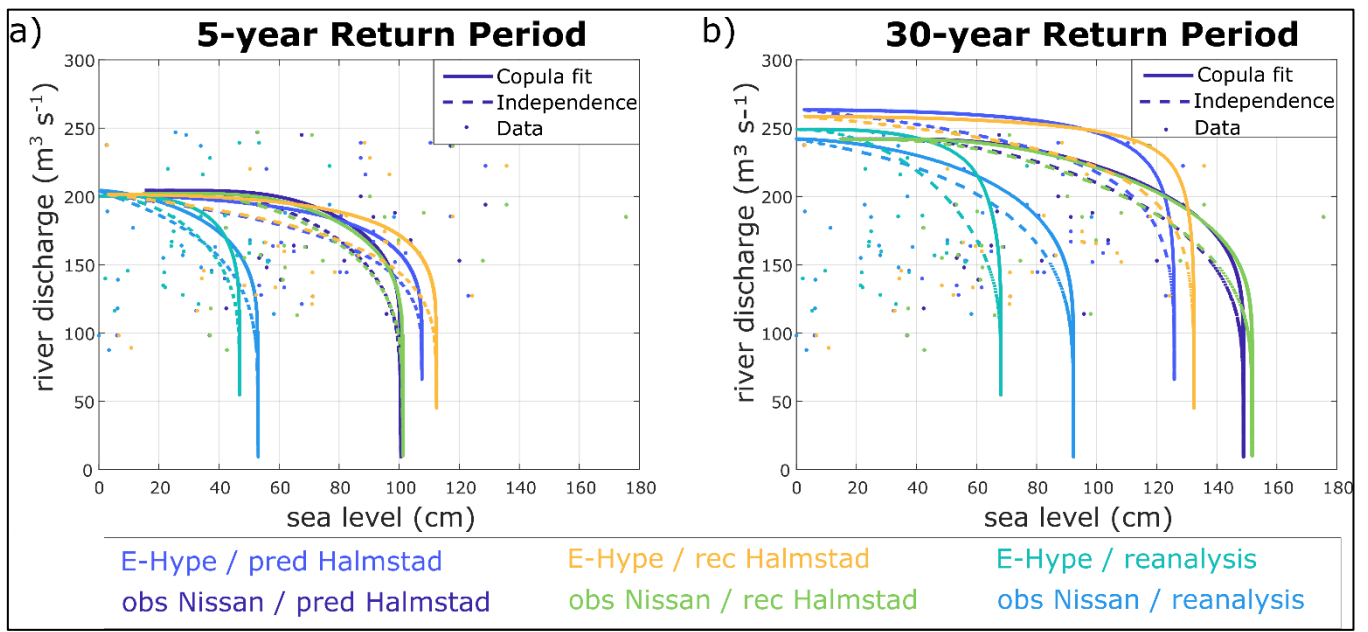 a)
5-year Return Period
300
250
200
150
100
50
0
river discharge (m³ s⁻¹)
Copula fit
Independence
Data
0 20 40 60 80 100 120 140 160 180
sea level (cm)
b)
30-year Return Period
300
250
200
150
100
50
0
river discharge (m³ s⁻¹)
Copula fit
Independence
Data
0 20 40 60 80 100 120 140 160 180
sea level (cm)
E-Hype / pred Halmstad
E-Hype / rec Halmstad
E-Hype / reanalysis
obs Nissan / pred Halmstad
obs Nissan / rec Halmstad
obs Nissan / reanalysis